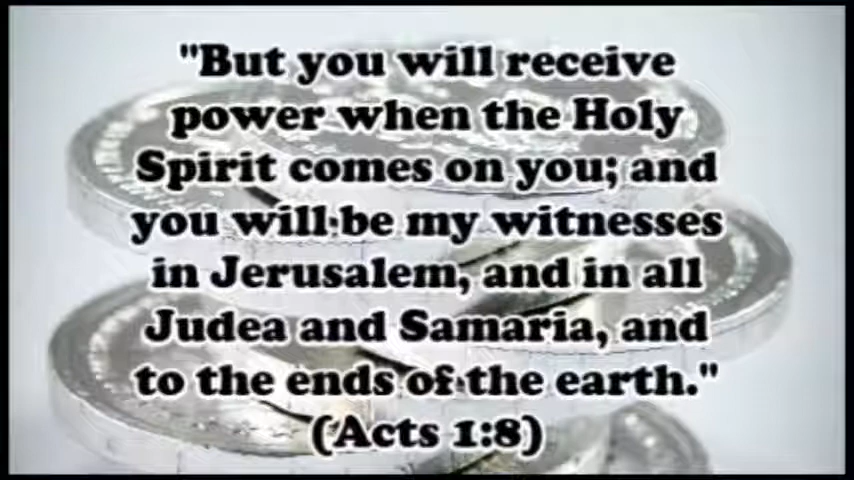 "But you will receive
power when the Holy
Spirit comes on you; and
you will be my witnesses
in Jerusalem, and in all
Judea and Samaria, and
to the ends of the earth."
(Acts 1:8)